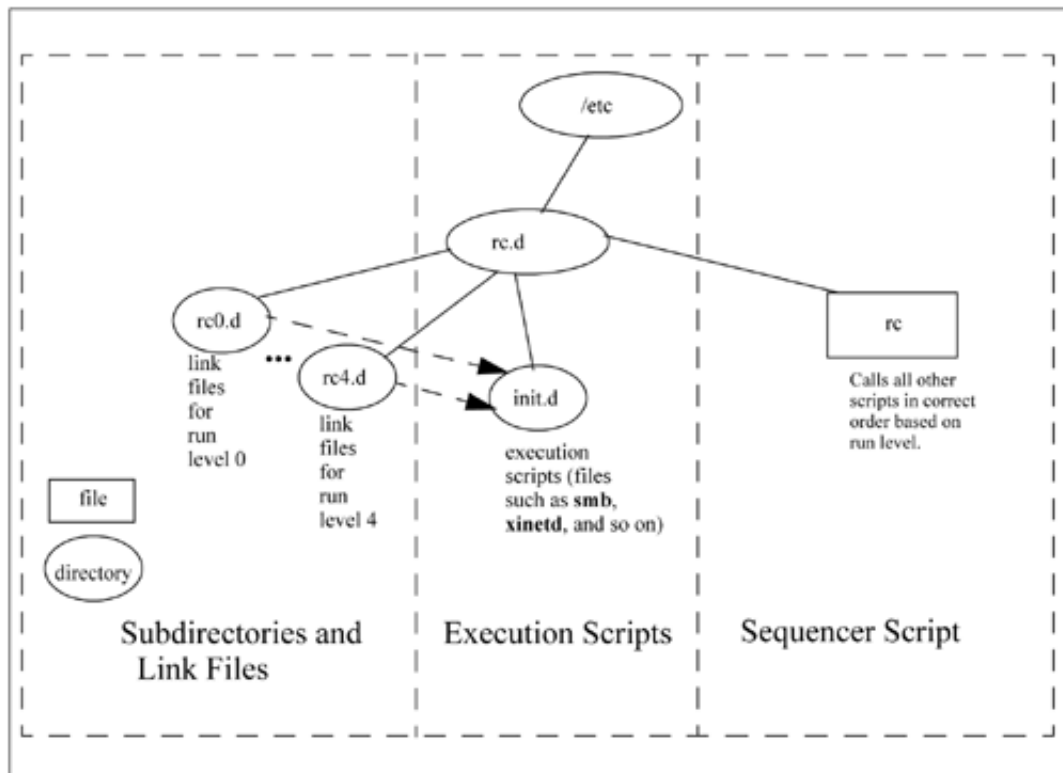 /etc
rc.d
rc0.d
link
files
for
run
level 0
...
rc4.d
link
files
for
run
level 4
init.d
execution
scripts (files
such as smb,
xinetd, and so on)
rc
Calls all other
scripts in correct
order based on
run level.
file
directory
Subdirectories and
Link Files
Execution Scripts
Sequencer Script